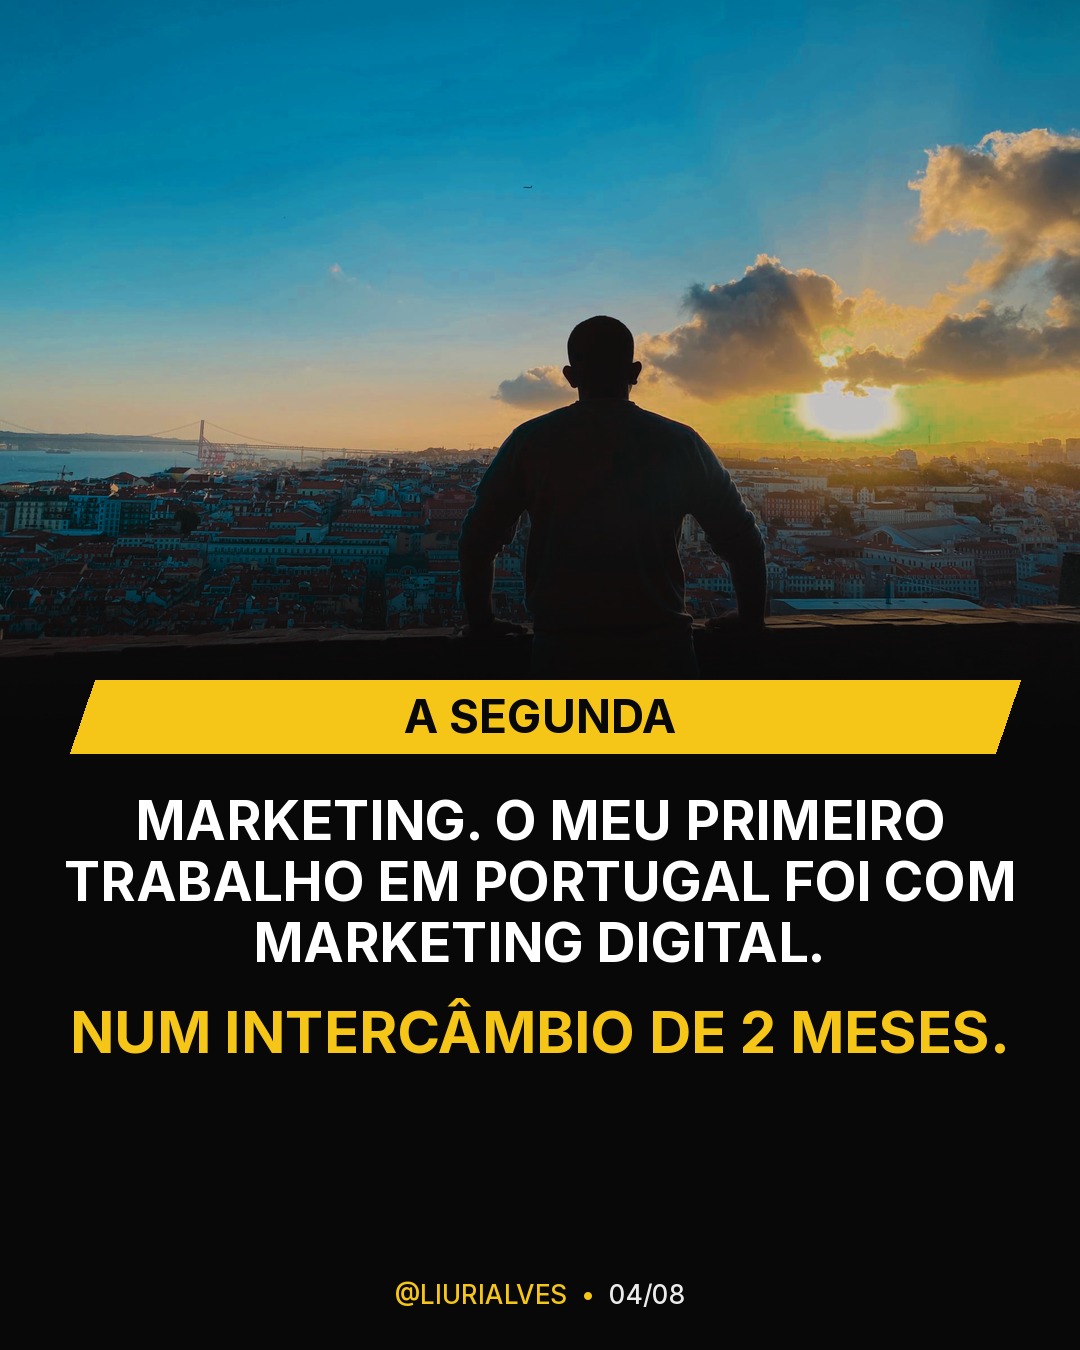 A SEGUNDA
MARKETING. O MEU PRIMEIRO
TRABALHO EM PORTUGAL FOI COM
MARKETING DIGITAL.
NUM INTERCÂMBIO DE 2 MESES.
@LIURIALVES • 04/08